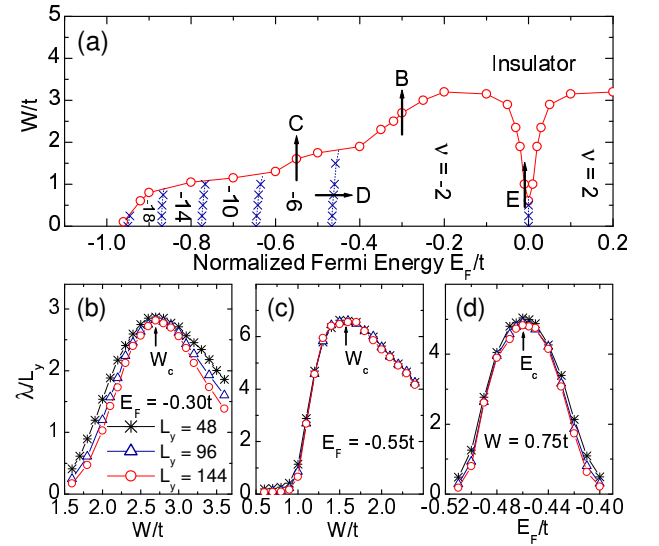 (a)
5
4
3
2
1
0
W/t
Insulator
B
C
D
E
-18
-14
-10
-6
ν = -2
ν = 2
-1.0 -0.8 -0.6 -0.4 -0.2 0.0 0.2
Normalized Fermi Energy E_F/t
(b)
3
2
1
0
λ/L_y
W_c
E_F = -0.30t
L_y = 48
L_y = 96
L_y = 144
1.5 2.0 2.5 3.0 3.5
W/t
(c)
6
4
2
0
W_c
E_F = -0.55t
0.5 1.0 1.5 2.0
W/t
(d)
4
2
0
E_c
W = 0.75t
-0.52 -0.48 -0.44 -0.40
E_F/t